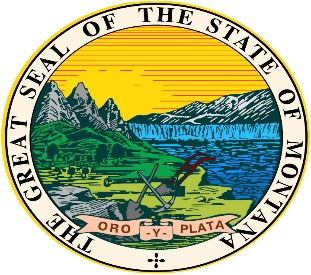 THE GREAT SEAL OF THE STATE OF MONTANA
ORO -Y- PLATA